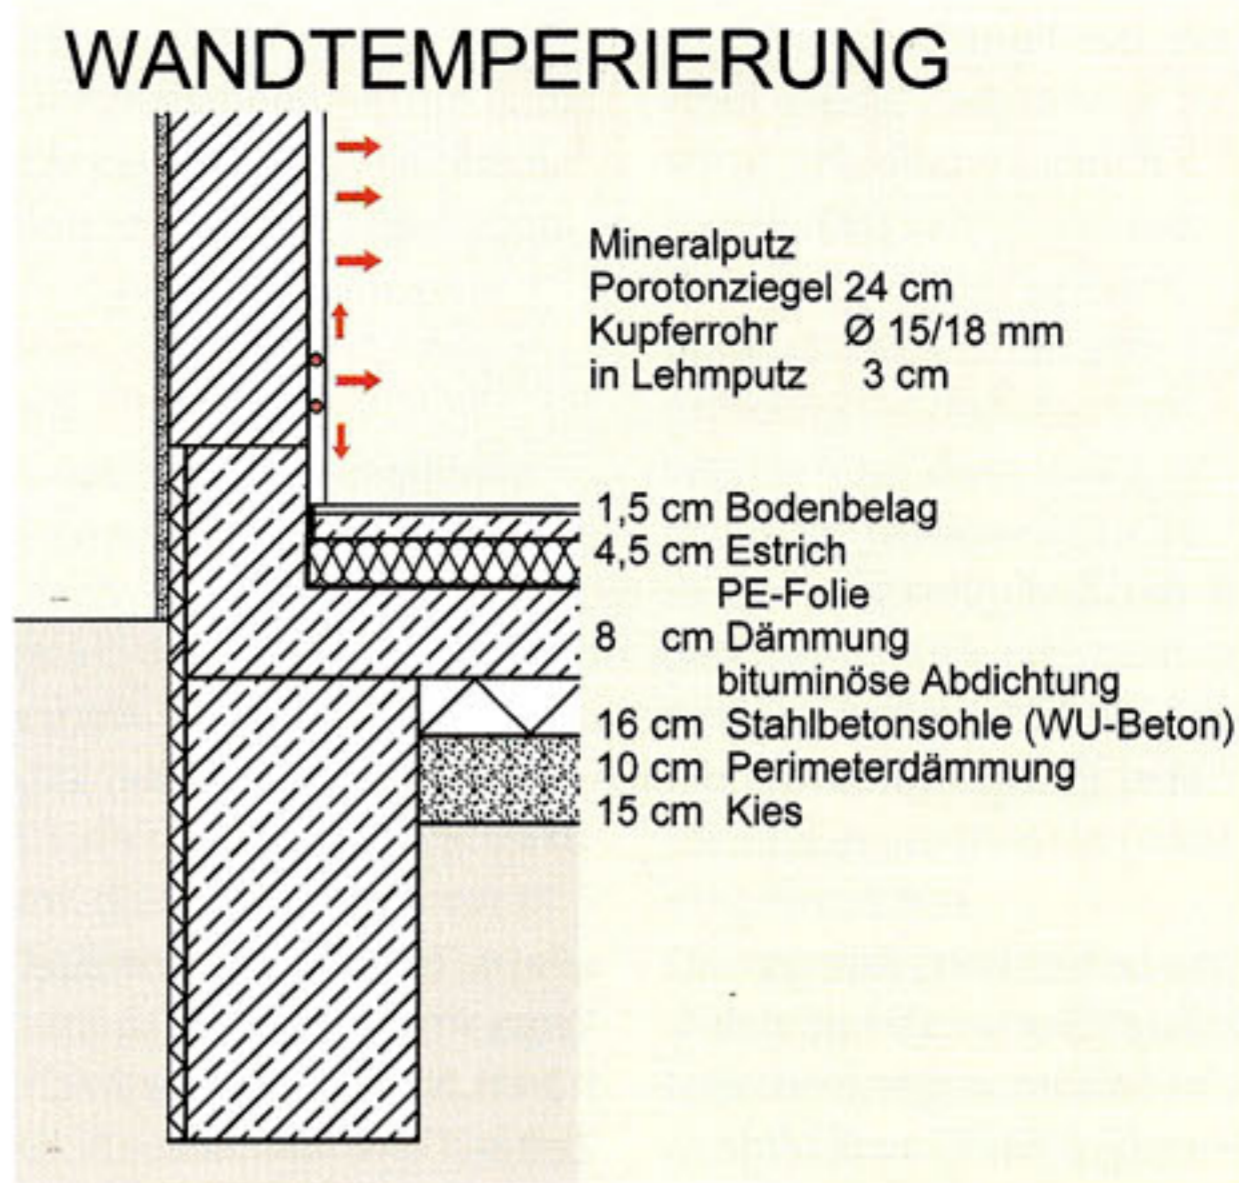 WANDTEMPERIERUNG
Mineralputz
Porotonziegel 24 cm
Kupferrohr Ø 15/18 mm
in Lehmputz 3 cm
1,5 cm Bodenbelag
4,5 cm Estrich
PE-Folie
8 cm Dämmung
bituminöse Abdichtung
16 cm Stahlbetonsohle (WU-Beton)
10 cm Perimeterdämmung
15 cm Kies